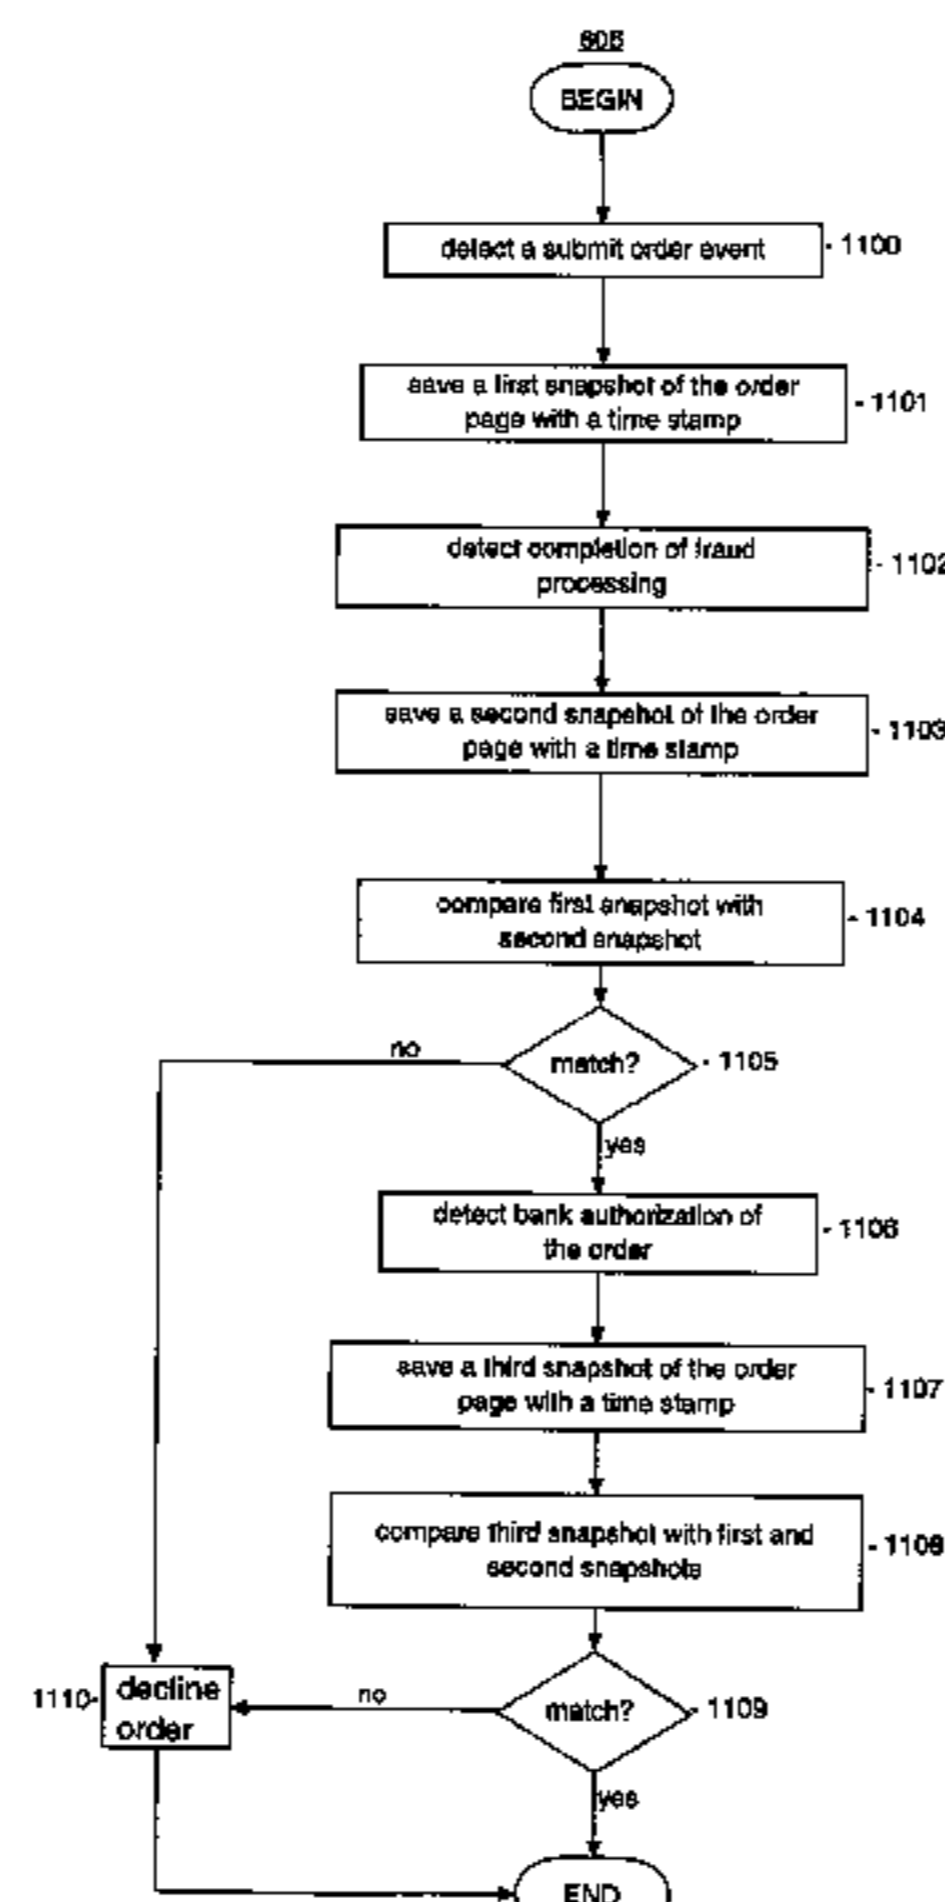 606
BEGIN
detect a submit order event
- 1100
save a first snapshot of the order
page with a time stamp
- 1101
detect completion of fraud
processing
- 1102
save a second snapshot of the order
page with a time stamp
- 1103
compare first snapshot with
second snapshot
- 1104
no
match?
- 1105
yes
detect bank authorization of
the order
- 1106
save a third snapshot of the order
page with a time stamp
- 1107
compare third snapshot with first and
second snapshots
- 1108
1110-
decline
order
no
match?
- 1109
yes
END